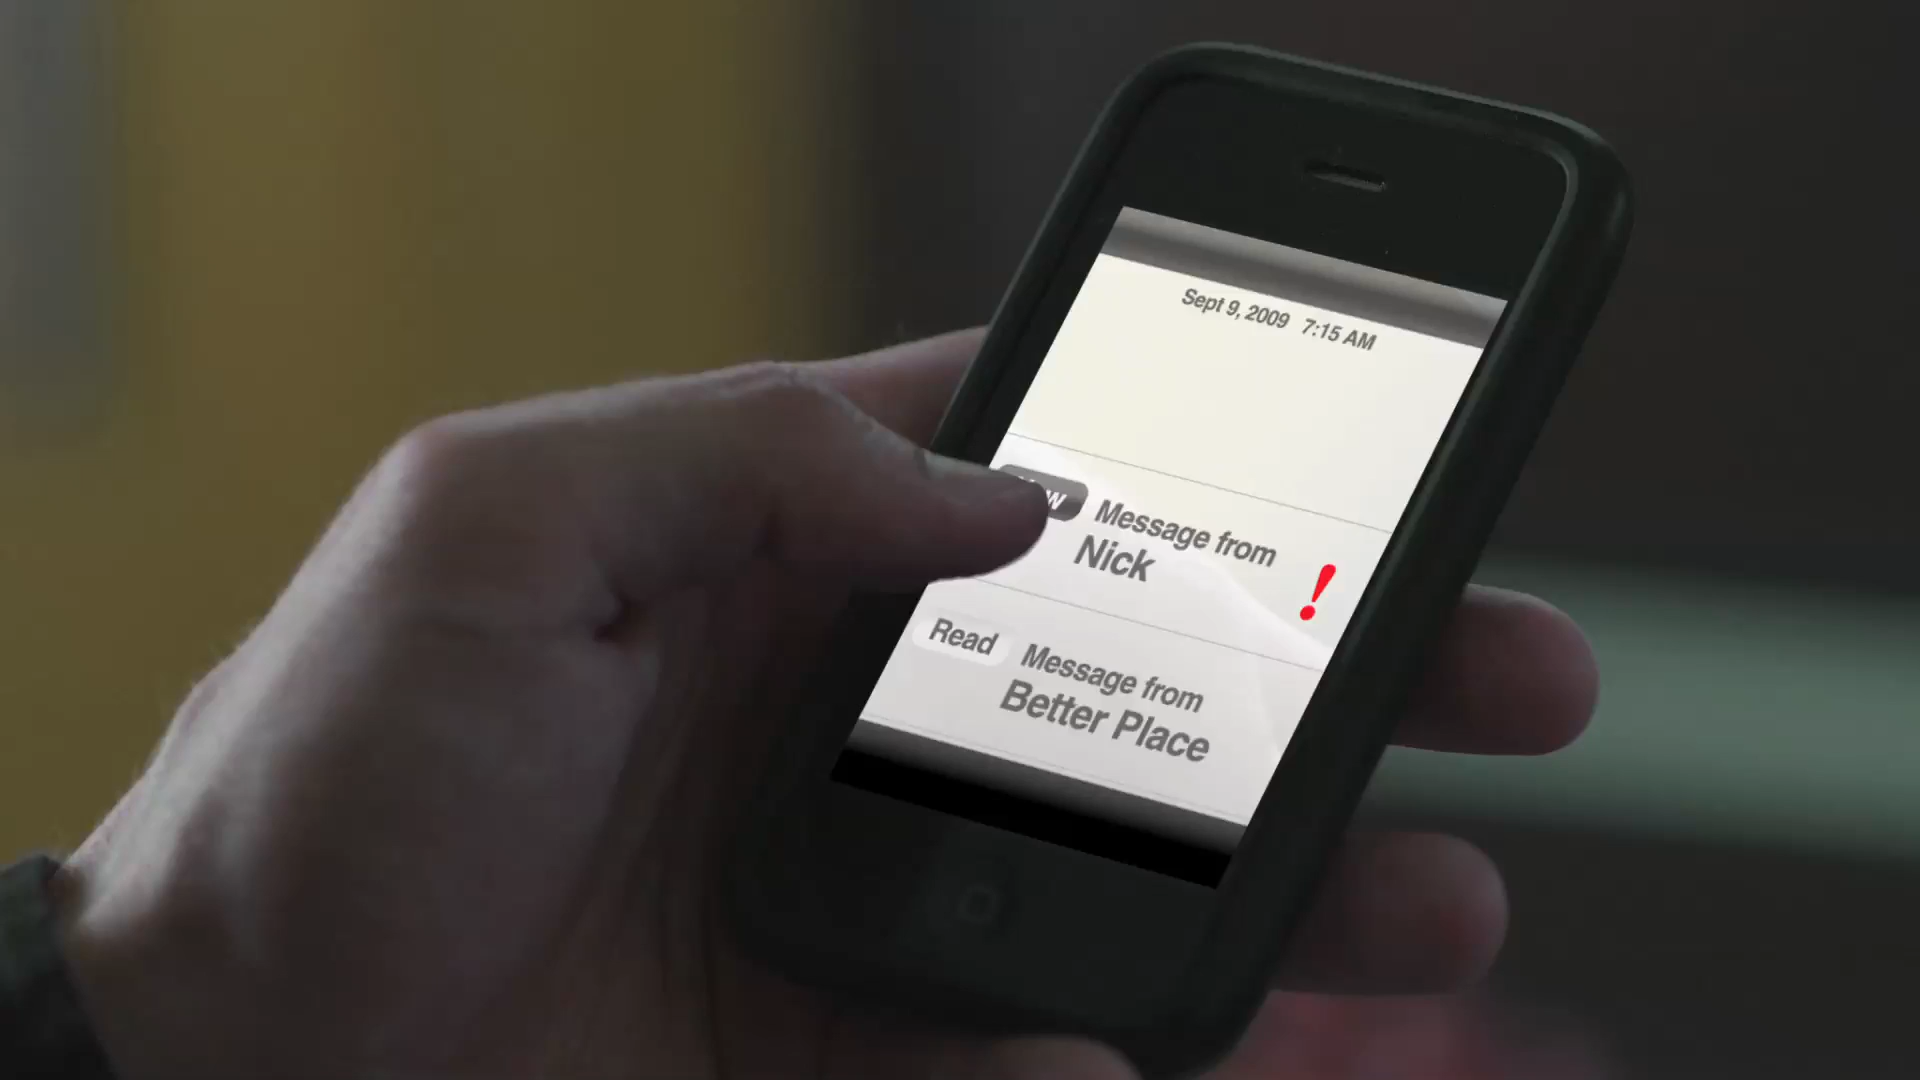 Sept 9, 2009 7:15 AM
Message from
Nick
!
Read Message from
Better Place